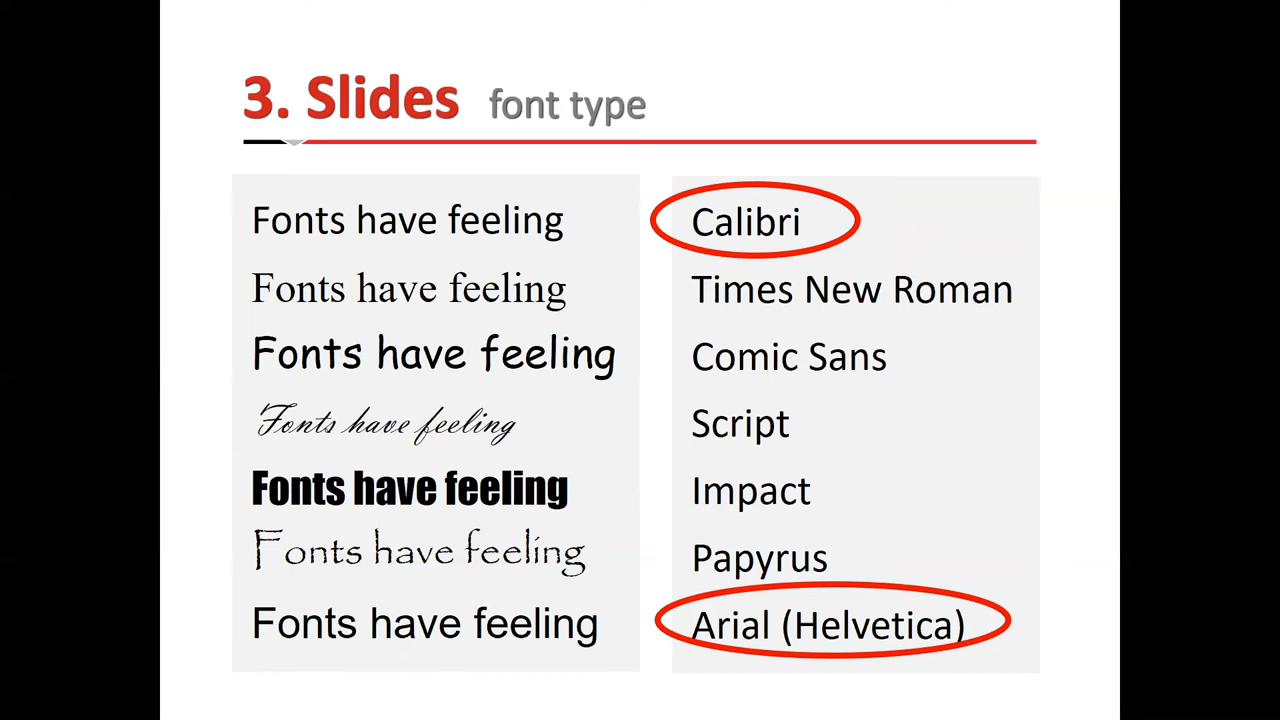 3. Slides font type
Fonts have feeling
Calibri
Fonts have feeling
Times New Roman
Fonts have feeling
Comic Sans
Fonts have feeling
Script
Fonts have feeling
Impact
Fonts have feeling
Papyrus
Fonts have feeling
Arial (Helvetica)